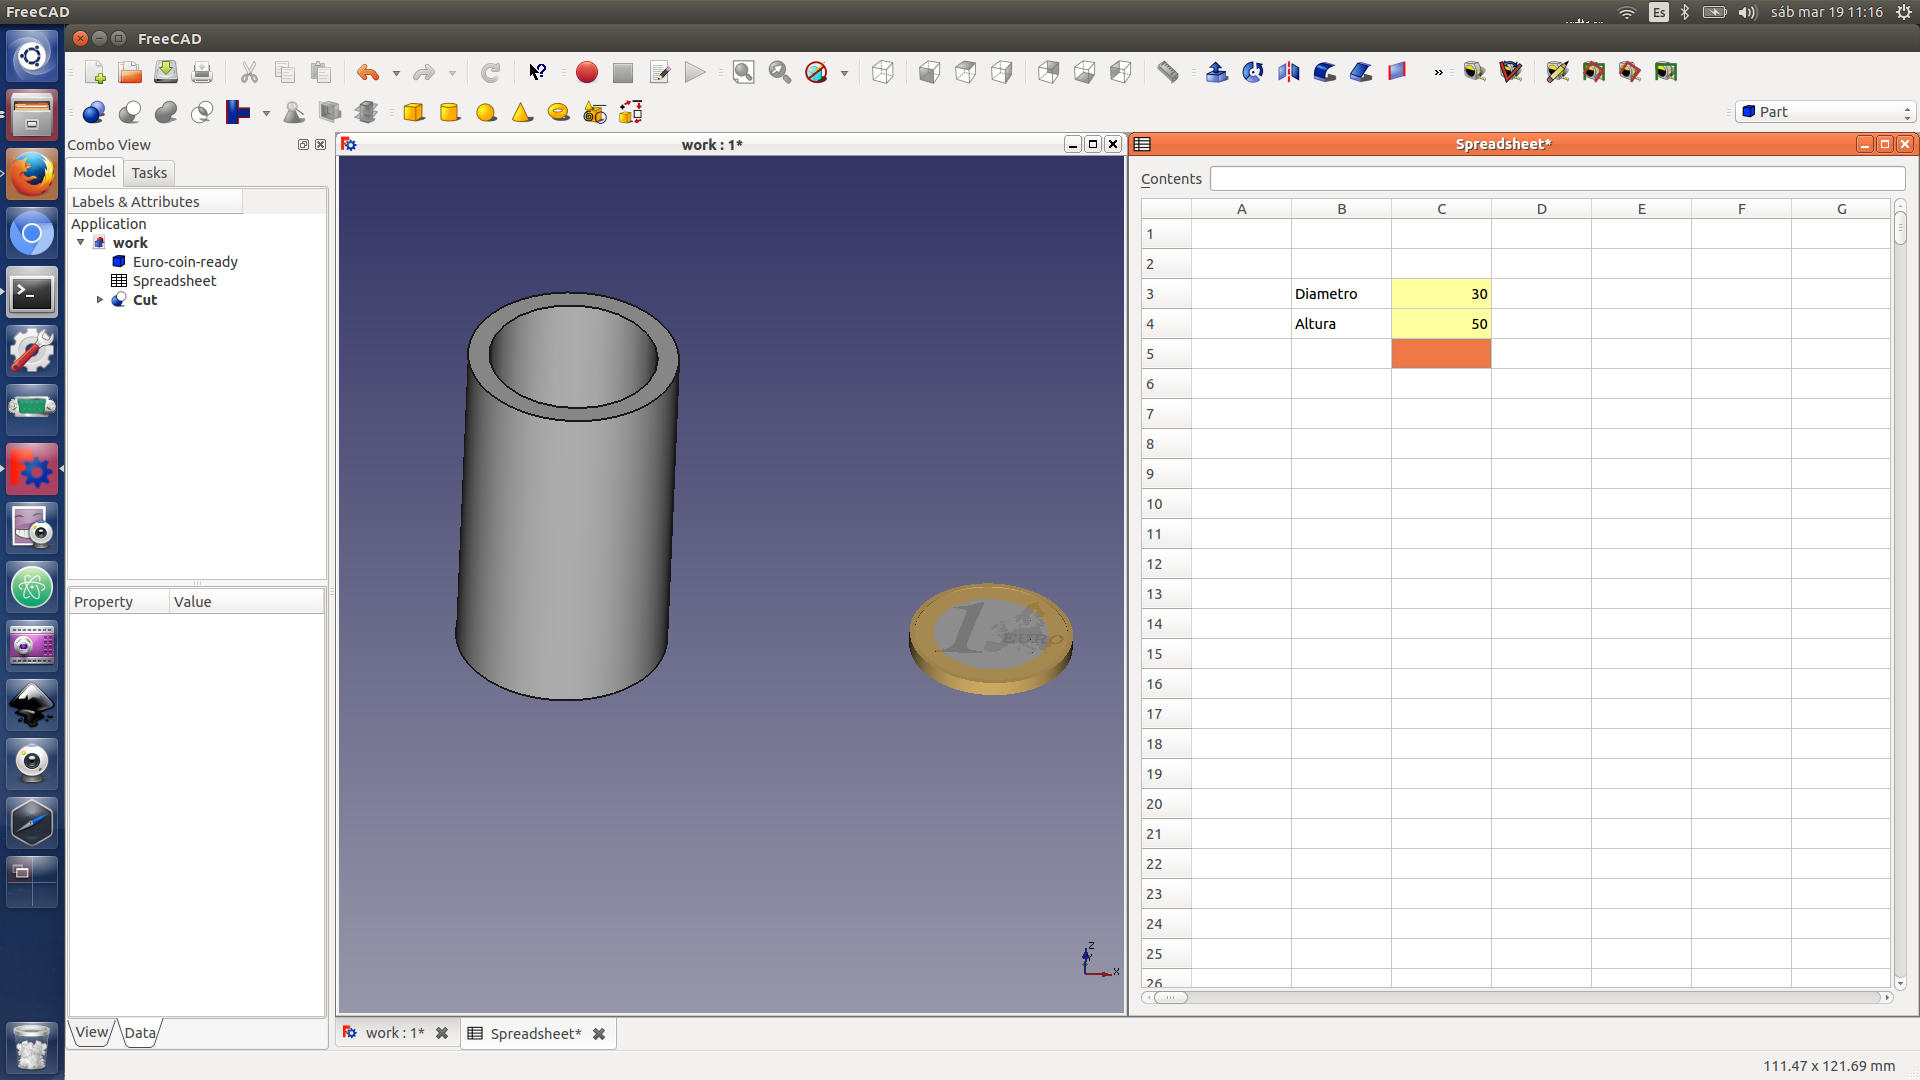 FreeCAD
Es
sáb mar 19 11:16
FreeCAD
Part
Combo View
work : 1*
Spreadsheet*
Model
Tasks
Contents
Labels & Attributes
A B C D E F G
Application
work
Euro-coin-ready
Spreadsheet
Cut
1
2
3 Diametro 30
4 Altura 50
5
6
7
8
9
10
11
12
13
14
15
16
17
18
19
20
21
22
23
24
25
26
Property Value
1 EURO
Z
Y
X
View
Data
work : 1*
Spreadsheet*
111.47 x 121.69 mm